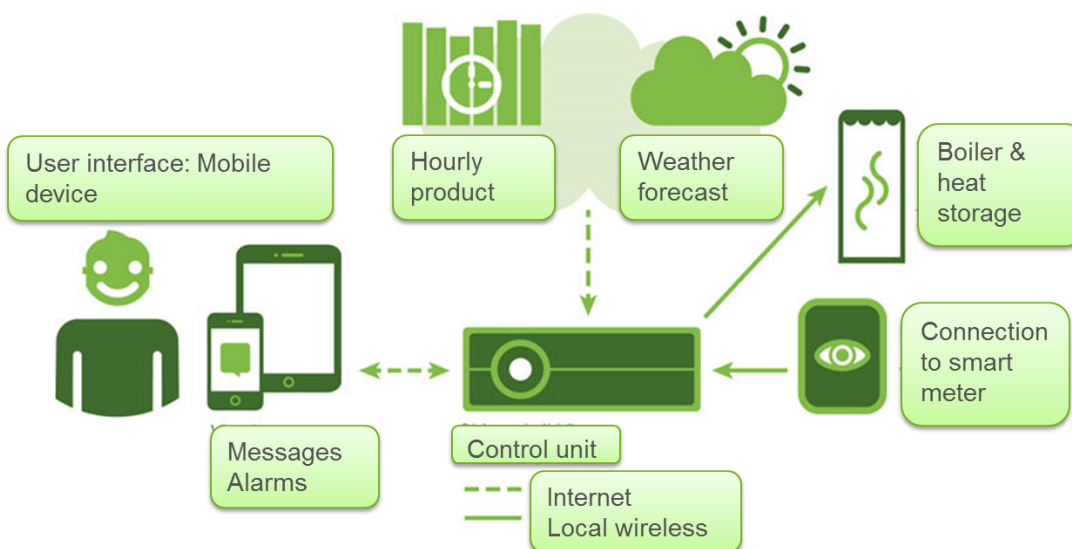 Hourly
product
Weather
forecast
Boiler &
heat
storage
User interface: Mobile
device
Connection
to smart
meter
Messages
Alarms
Control unit
Internet
Local wireless